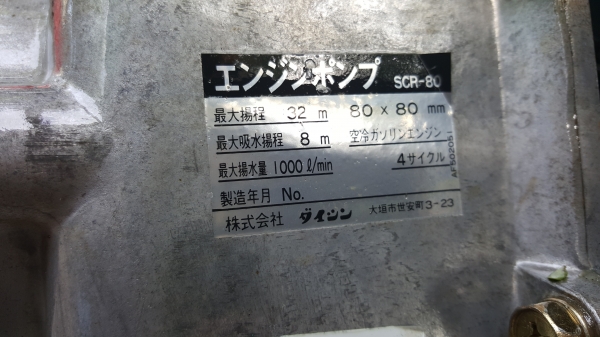 エンジンポンプ SCR-80
最大揚程 32 m 80 × 80 mm
最大吸水揚程 8 m 空冷ガソリンエンジン
最大揚水量 1000 ℓ/min 4サイクル
製造年月 No.
株式会社 ダイシン 大垣市世安町3-23